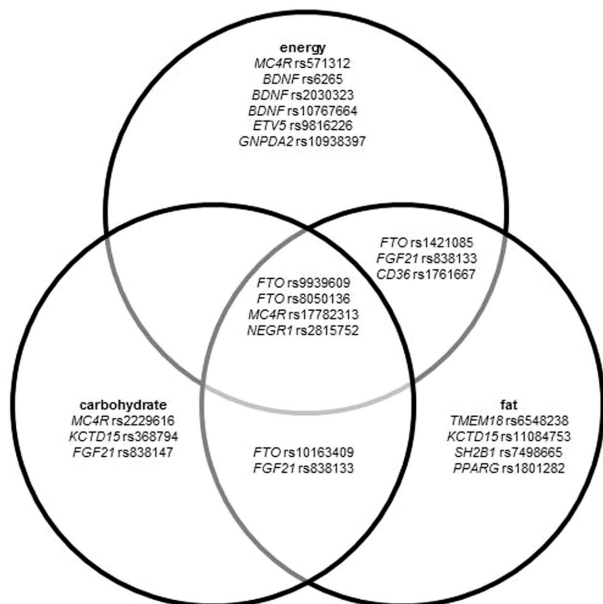 energy
MC4R rs571312
BDNF rs6265
BDNF rs2030323
BDNF rs10767664
ETV5 rs9816226
GNPDA2 rs10938397
FTO rs1421085
FGF21 rs838133
CD36 rs1761667
FTO rs9939609
FTO rs8050136
MC4R rs17782313
NEGR1 rs2815752
carbohydrate
MC4R rs2229616
KCTD15 rs368794
FGF21 rs838147
FTO rs10163409
FGF21 rs838133
fat
TMEM18 rs6548238
KCTD15 rs11084753
SH2B1 rs7498665
PPARG rs1801282